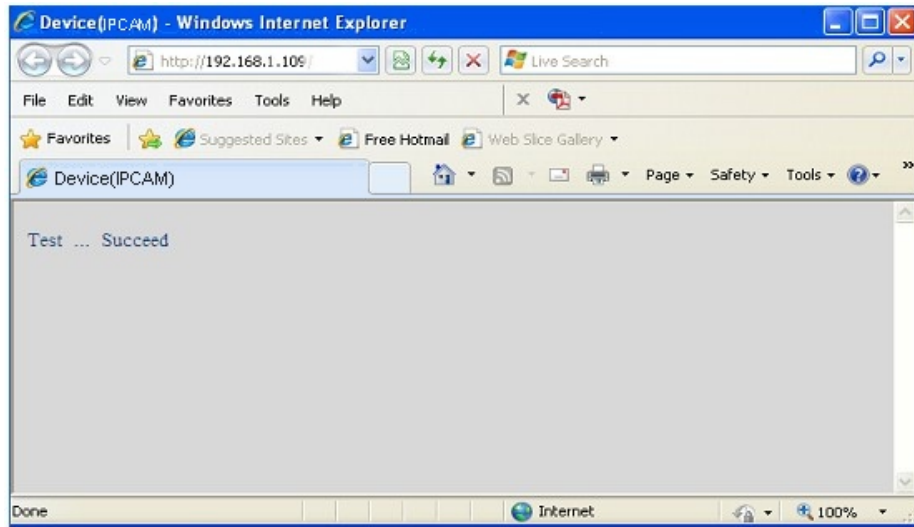 Device(IPCAM) - Windows Internet Explorer
http://192.168.1.109/
Live Search
File Edit View Favorites Tools Help
Favorites Suggested Sites Free Hotmail Web Slice Gallery
Device(IPCAM) Page Safety Tools »
Test ... Succeed
Done Internet 100%